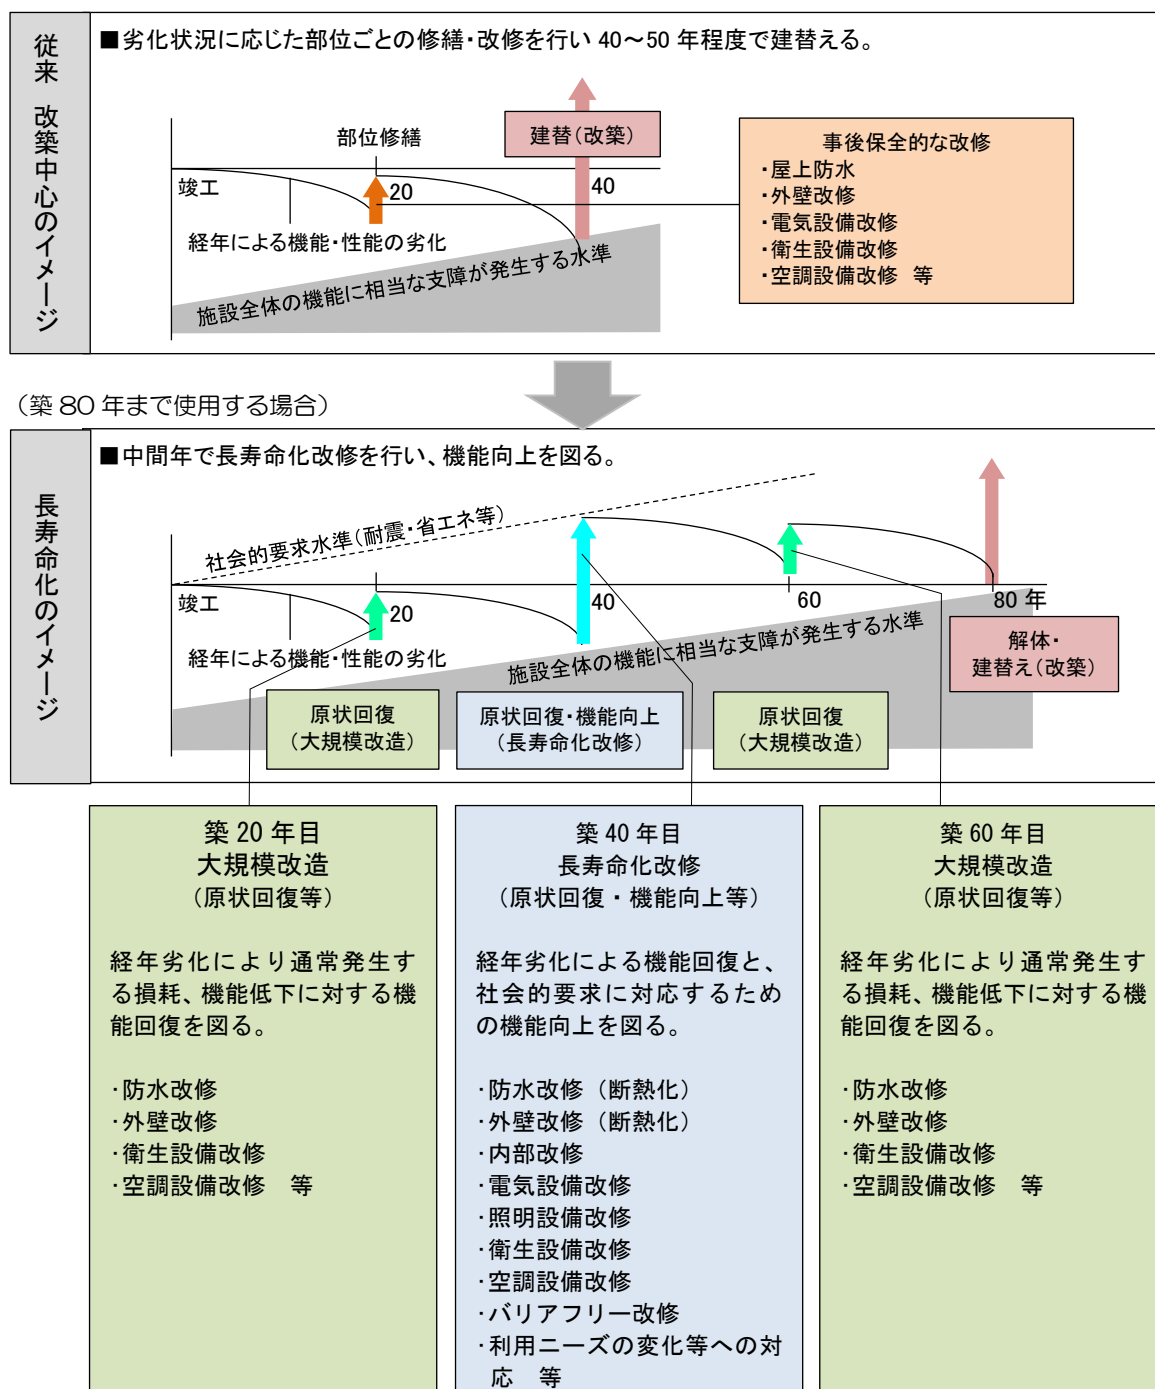 従来 改築中心のイメージ
■劣化状況に応じた部位ごとの修繕・改修を行い 40～50 年程度で建替える。
部位修繕
建替(改築)
竣工
20
40
経年による機能・性能の劣化
施設全体の機能に相当な支障が発生する水準
事後保全的な改修
・屋上防水
・外壁改修
・電気設備改修
・衛生設備改修
・空調設備改修 等
（築 80 年まで使用する場合）
長寿命化のイメージ
■中間年で長寿命化改修を行い、機能向上を図る。
社会的要求水準(耐震・省エネ等)
竣工
20
40
60
80 年
経年による機能・性能の劣化
施設全体の機能に相当な支障が発生する水準
解体・
建替え(改築)
原状回復
(大規模改造)
原状回復・機能向上
(長寿命化改修)
原状回復
(大規模改造)
築 20 年目
大規模改造
（原状回復等）
経年劣化により通常発生す
る損耗、機能低下に対する機
能回復を図る。
・防水改修
・外壁改修
・衛生設備改修
・空調設備改修 等
築 40 年目
長寿命化改修
（原状回復・機能向上等）
経年劣化による機能回復と、
社会的要求に対応するため
の機能向上を図る。
・防水改修（断熱化）
・外壁改修（断熱化）
・内部改修
・電気設備改修
・照明設備改修
・衛生設備改修
・空調設備改修
・バリアフリー改修
・利用ニーズの変化等への対
応 等
築 60 年目
大規模改造
（原状回復等）
経年劣化により通常発生す
る損耗、機能低下に対する機
能回復を図る。
・防水改修
・外壁改修
・衛生設備改修
・空調設備改修 等